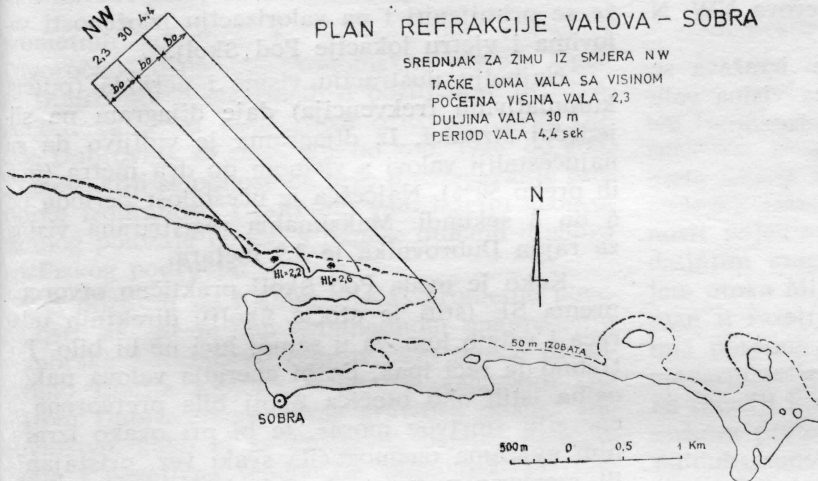 PLAN REFRAKCIJE VALOVA - SOBRA
SREDNJAK ZA ZIMU IZ SMJERA NW
TAČKE LOMA VALA SA VISINOM
POČETNA VISINA VALA 2,3
DULJINA VALA 30 m
PERIOD VALA 4,4 sek
NW
2,3 30 4,4
bo bo bo
N
Hl=2,2 Hl=2,6
50 m IZOBATA
SOBRA
500m 0 0,5 1 Km